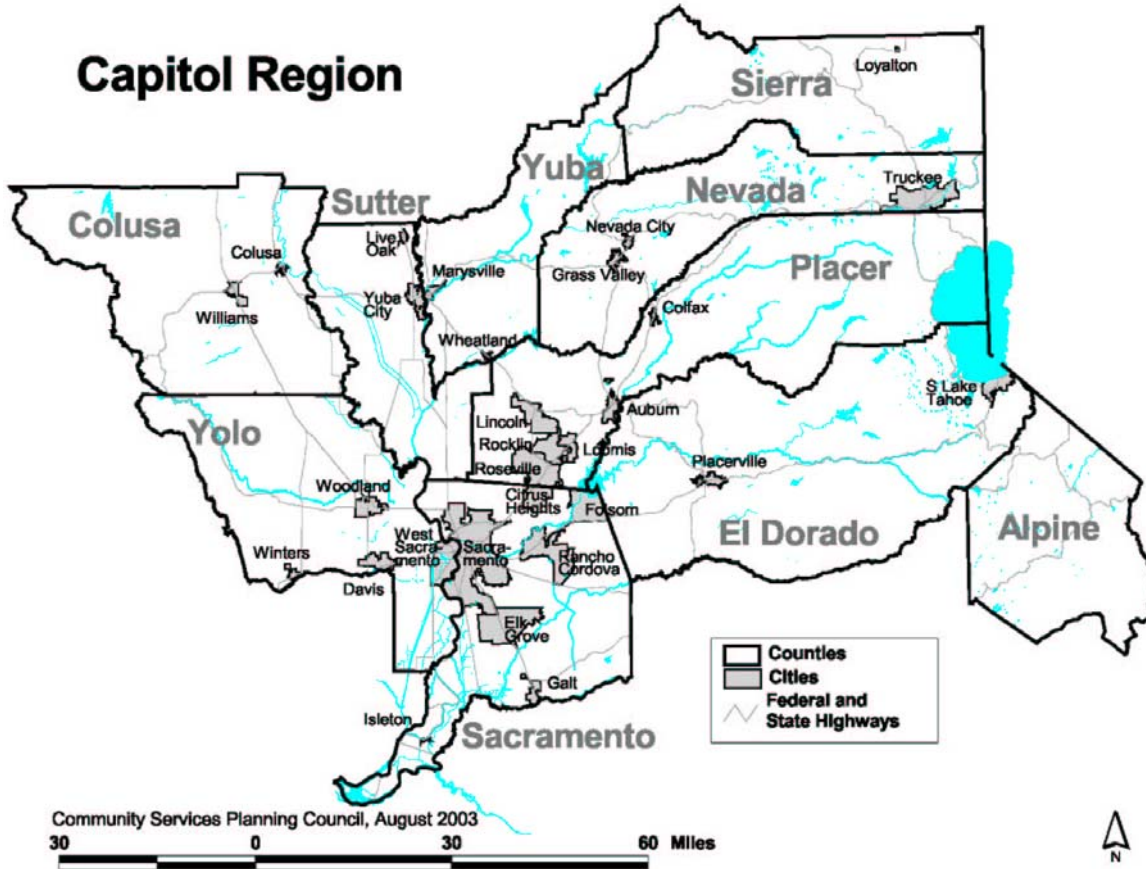 Capitol Region
Sierra
Loyalton
Yuba
Nevada
Truckee
Colusa
Sutter
Live
Oak
Nevada City
Grass Valley
Placer
Colusa
Marysville
Yuba
City
Williams
Colfax
Wheatland
S Lake
Tahoe
Auburn
Lincoln
Rocklin
Loomis
Roseville
Yolo
Placerville
Woodland
Citrus
Heights
Folsom
El Dorado
Alpine
West
Sacra-
mento
Sacra-
mento
Winters
Rancho
Cordova
Davis
Elk
Grove
Galt
Isleton
Sacramento
Counties
Cities
Federal and
State Highways
Community Services Planning Council, August 2003
30 0 30 60 Miles
N